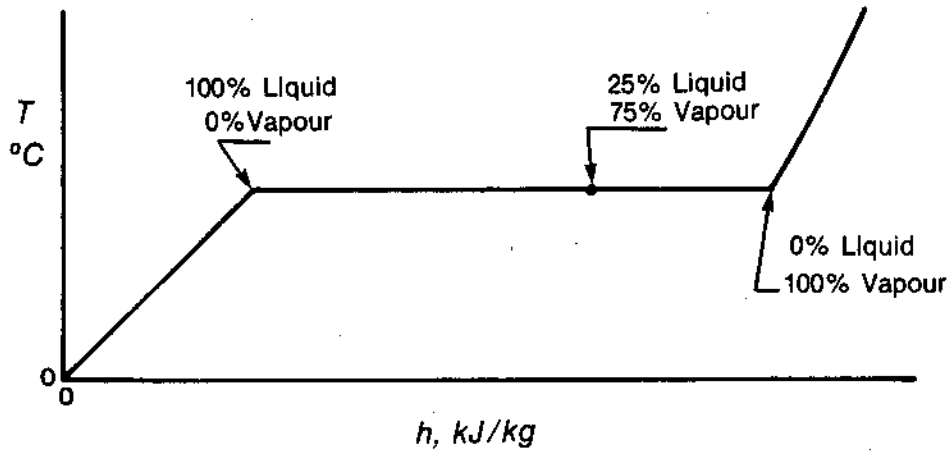 T
°C
100% Liquid
0% Vapour
25% Liquid
75% Vapour
0% Liquid
100% Vapour
0
0
h, kJ/kg